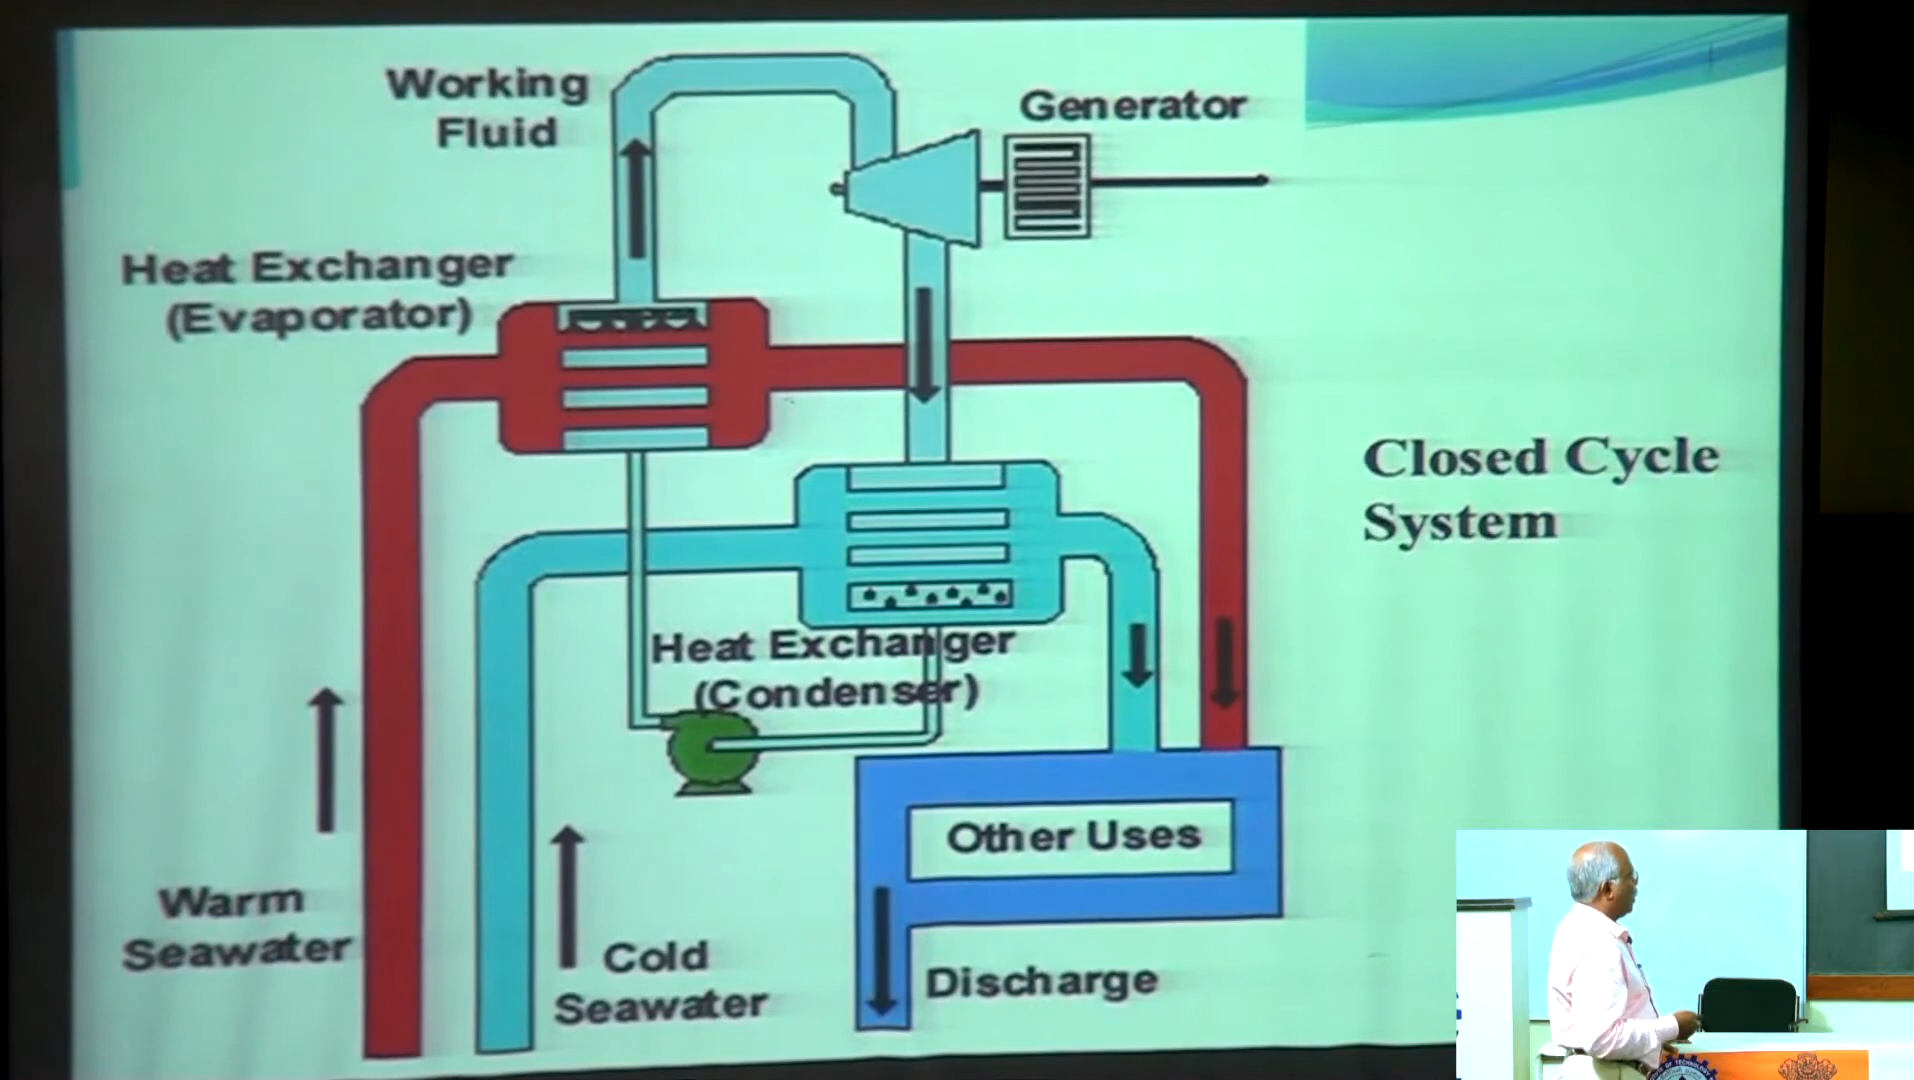 Working
Fluid
Generator
Heat Exchanger
(Evaporator)
Closed Cycle
System
Heat Exchanger
(Condenser)
Other Uses
Warm
Seawater
Cold
Seawater
Discharge